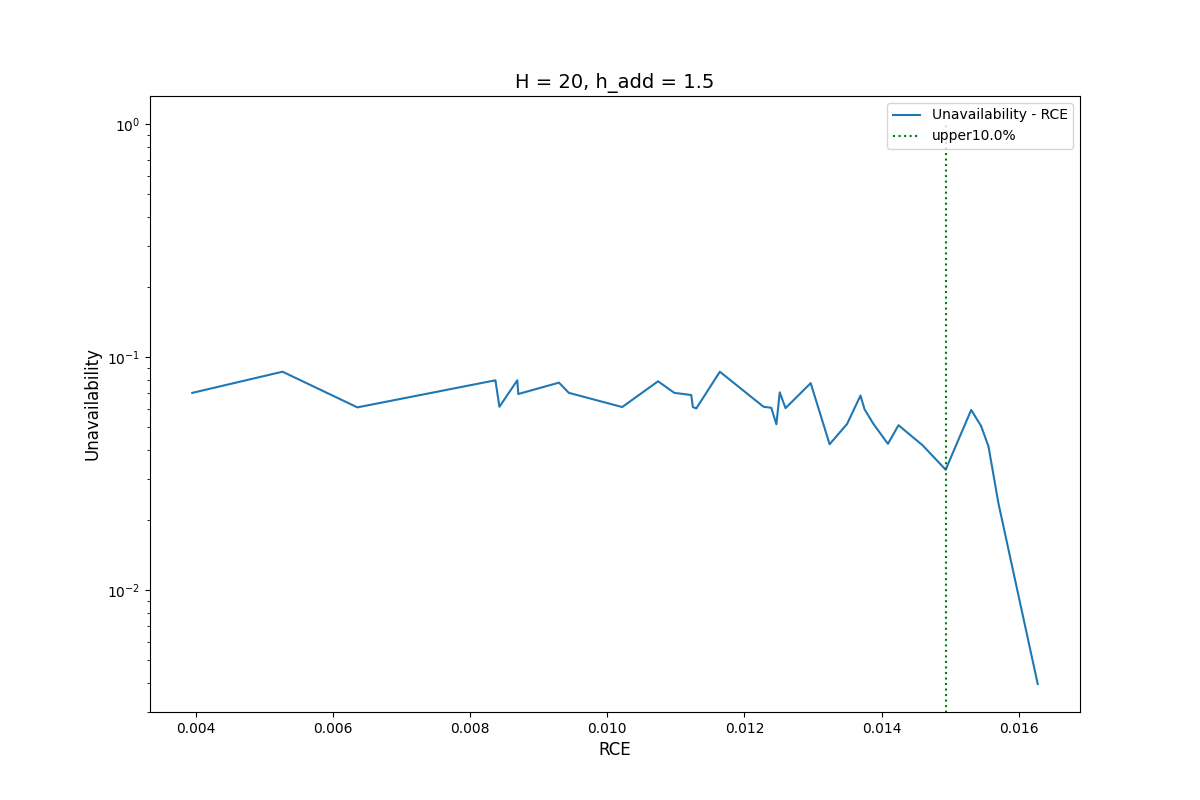 H = 20, h_add = 1.5
Unavailability - RCE
upper10.0%
Unavailability
10⁰
10⁻¹
10⁻²
0.004 0.006 0.008 0.010 0.012 0.014 0.016
RCE